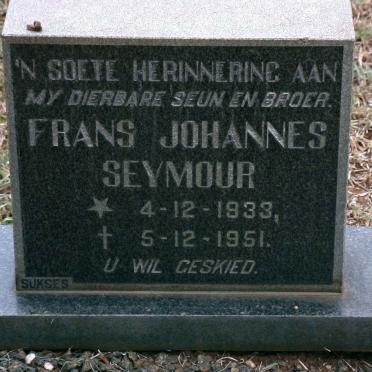 'N SOETE HERINNERING AAN
MY DIERBARE SEUN EN BROER.
FRANS JOHANNES
SEYMOUR
★ 4-12-1933,
† 5-12-1951.
U WIL GESKIED.
SUKSES